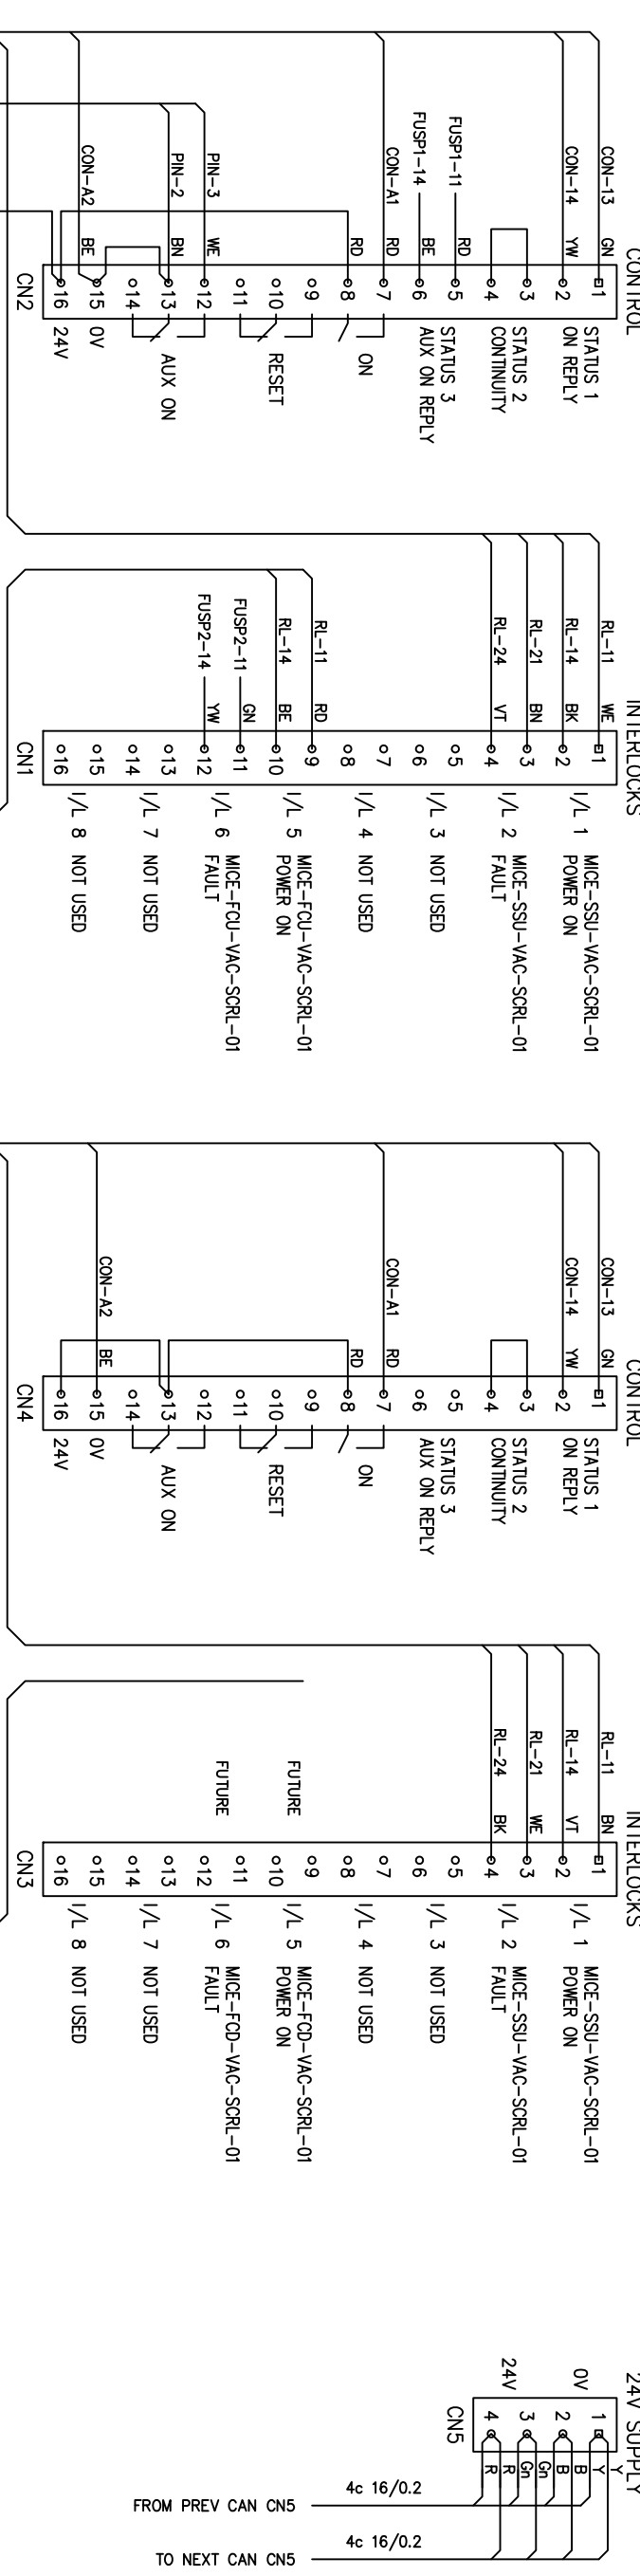 CONTROL
CON-13 GN
CON-14 YW
FUSP1-11 RD
FUSP1-14 BE
CON-A1 RD
RD
PIN-3 WE
PIN-2 BN
CON-A2 BE
1
2
3
4
5
6
7
8
9
10
11
12
13
14
15
16
CN2
STATUS 1
ON REPLY
STATUS 2
CONTINUITY
STATUS 3
AUX ON REPLY
ON
RESET
AUX ON
0V
24V
INTERLOCKS
RL-11 WE
RL-14 BK
RL-21 BN
RL-24 VT
RL-11 RD
RL-14 BE
FUSP2-11 GN
FUSP2-14 YW
1
2
3
4
5
6
7
8
9
10
11
12
13
14
15
16
CN1
I/L 1 MICE-SSU-VAC-SCRL-01
POWER ON
I/L 2 MICE-SSU-VAC-SCRL-01
FAULT
I/L 3 NOT USED
I/L 4 NOT USED
I/L 5 MICE-FCU-VAC-SCRL-01
POWER ON
I/L 6 MICE-FCU-VAC-SCRL-01
FAULT
I/L 7 NOT USED
I/L 8 NOT USED
CONTROL
CON-13 GN
CON-14 YW
CON-A1 RD
RD
CON-A2 BE
1
2
3
4
5
6
7
8
9
10
11
12
13
14
15
16
CN4
STATUS 1
ON REPLY
STATUS 2
CONTINUITY
STATUS 3
AUX ON REPLY
ON
RESET
AUX ON
0V
24V
INTERLOCKS
RL-11 BN
RL-14 VT
RL-21 WE
RL-24 BK
FUTURE
FUTURE
1
2
3
4
5
6
7
8
9
10
11
12
13
14
15
16
CN3
I/L 1 MICE-SSU-VAC-SCRL-01
POWER ON
I/L 2 MICE-SSU-VAC-SCRL-01
FAULT
I/L 3 NOT USED
I/L 4 NOT USED
I/L 5 MICE-FCD-VAC-SCRL-01
POWER ON
I/L 6 MICE-FCD-VAC-SCRL-01
FAULT
I/L 7 NOT USED
I/L 8 NOT USED
24V SUPPLY
0V
24V
1
2
3
4
CN5
Y
Y
B
B
Gn
Gn
R
R
4c 16/0.2
FROM PREV CAN CN5
4c 16/0.2
TO NEXT CAN CN5